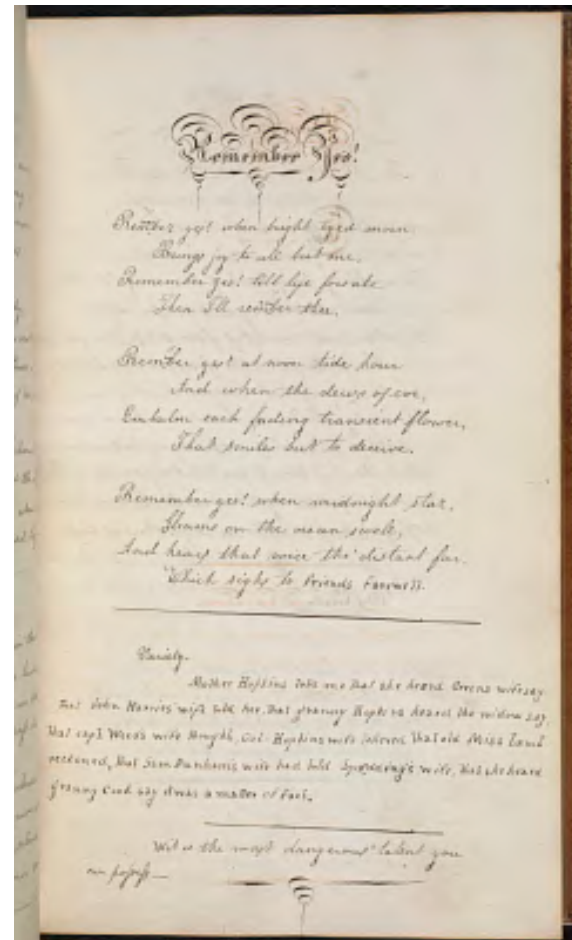 Remember Yes!
Remember yes! when bright eyed morn
Brings joy to all but me,
Remember yes! till life forsake
Then I'll remember thee.
Remember yes! at noon tide hour
And when the dews of eve,
Embalm each fading transient flower,
That smiles but to deceive.
Remember yes! when midnight star,
Gleams on the ocean swell,
And hears that voice the distant far.
Which sighs to Friends Farewell.
Variety.
Mother Hopkins told me that she heard Greens wife say
that John Harris' wife told her, that granny Hopkins heard the widow say,
that capt Weeds wife thought, Col. Hopkins wife believed that old Miss Lamb
reckoned, that Sam Dunham's wife had told Spalding's wife, that she heard
granny Cook say it was a matter of fact.
Wit is the most dangerous talent you
can possess—